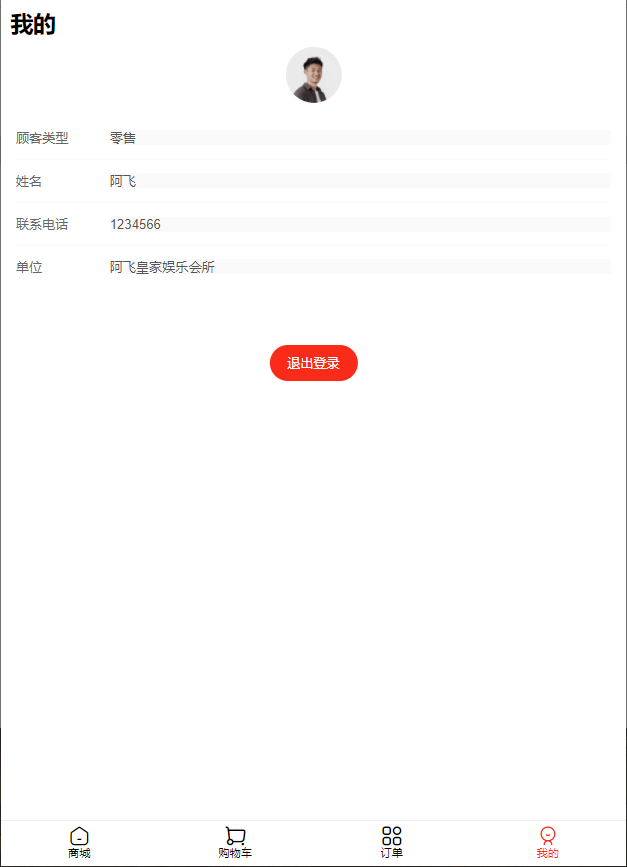 我的
顾客类型 零售
姓名 阿飞
联系电话 1234566
单位 阿飞皇家娱乐会所
退出登录
商城 购物车 订单 我的